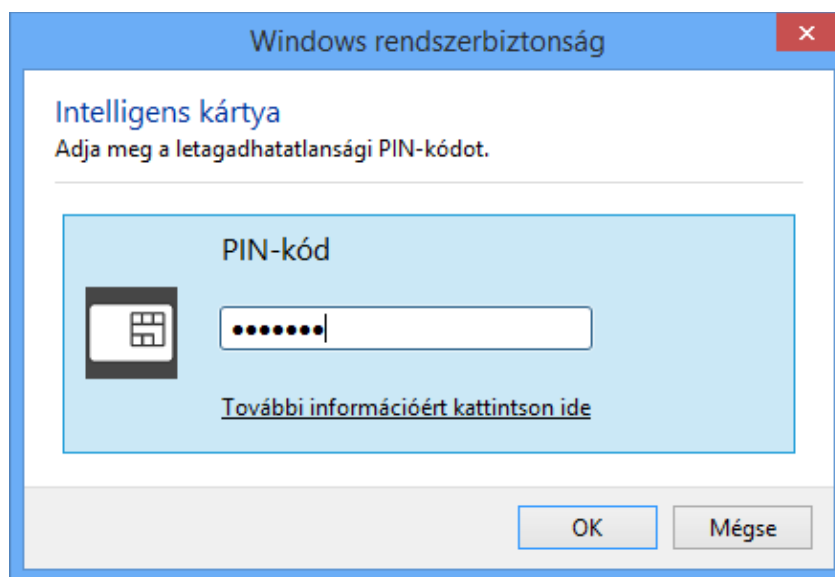 Windows rendszerbiztonság
Intelligens kártya
Adja meg a letagadhatatlansági PIN-kódot.
PIN-kód
•••••••
További információért kattintson ide
OK
Mégse